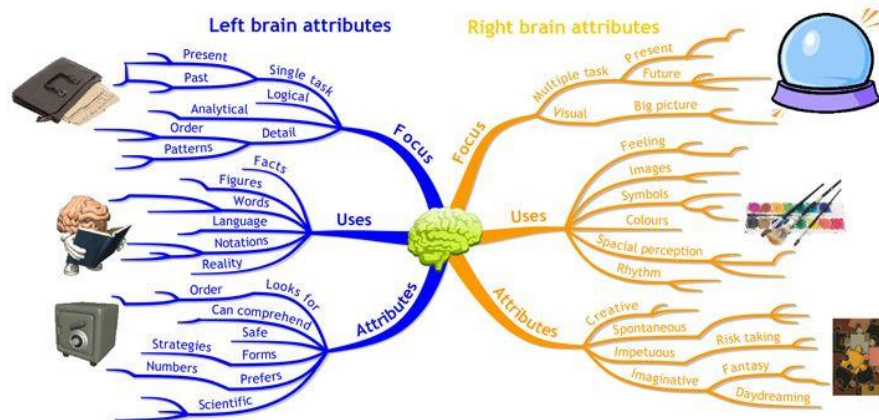 Left brain attributes
Right brain attributes
Focus
Single task
Present
Past
Logical
Analytical
Detail
Order
Patterns
Uses
Facts
Figures
Words
Language
Notations
Reality
Attributes
Looks for
Order
Can comprehend
Safe
Forms
Strategies
Prefers
Numbers
Scientific
Focus
Multiple task
Present
Future
Visual
Big picture
Uses
Feeling
Images
Symbols
Colours
Spacial perception
Rhythm
Attributes
Creative
Spontaneous
Impetuous
Risk taking
Imaginative
Fantasy
Daydreaming